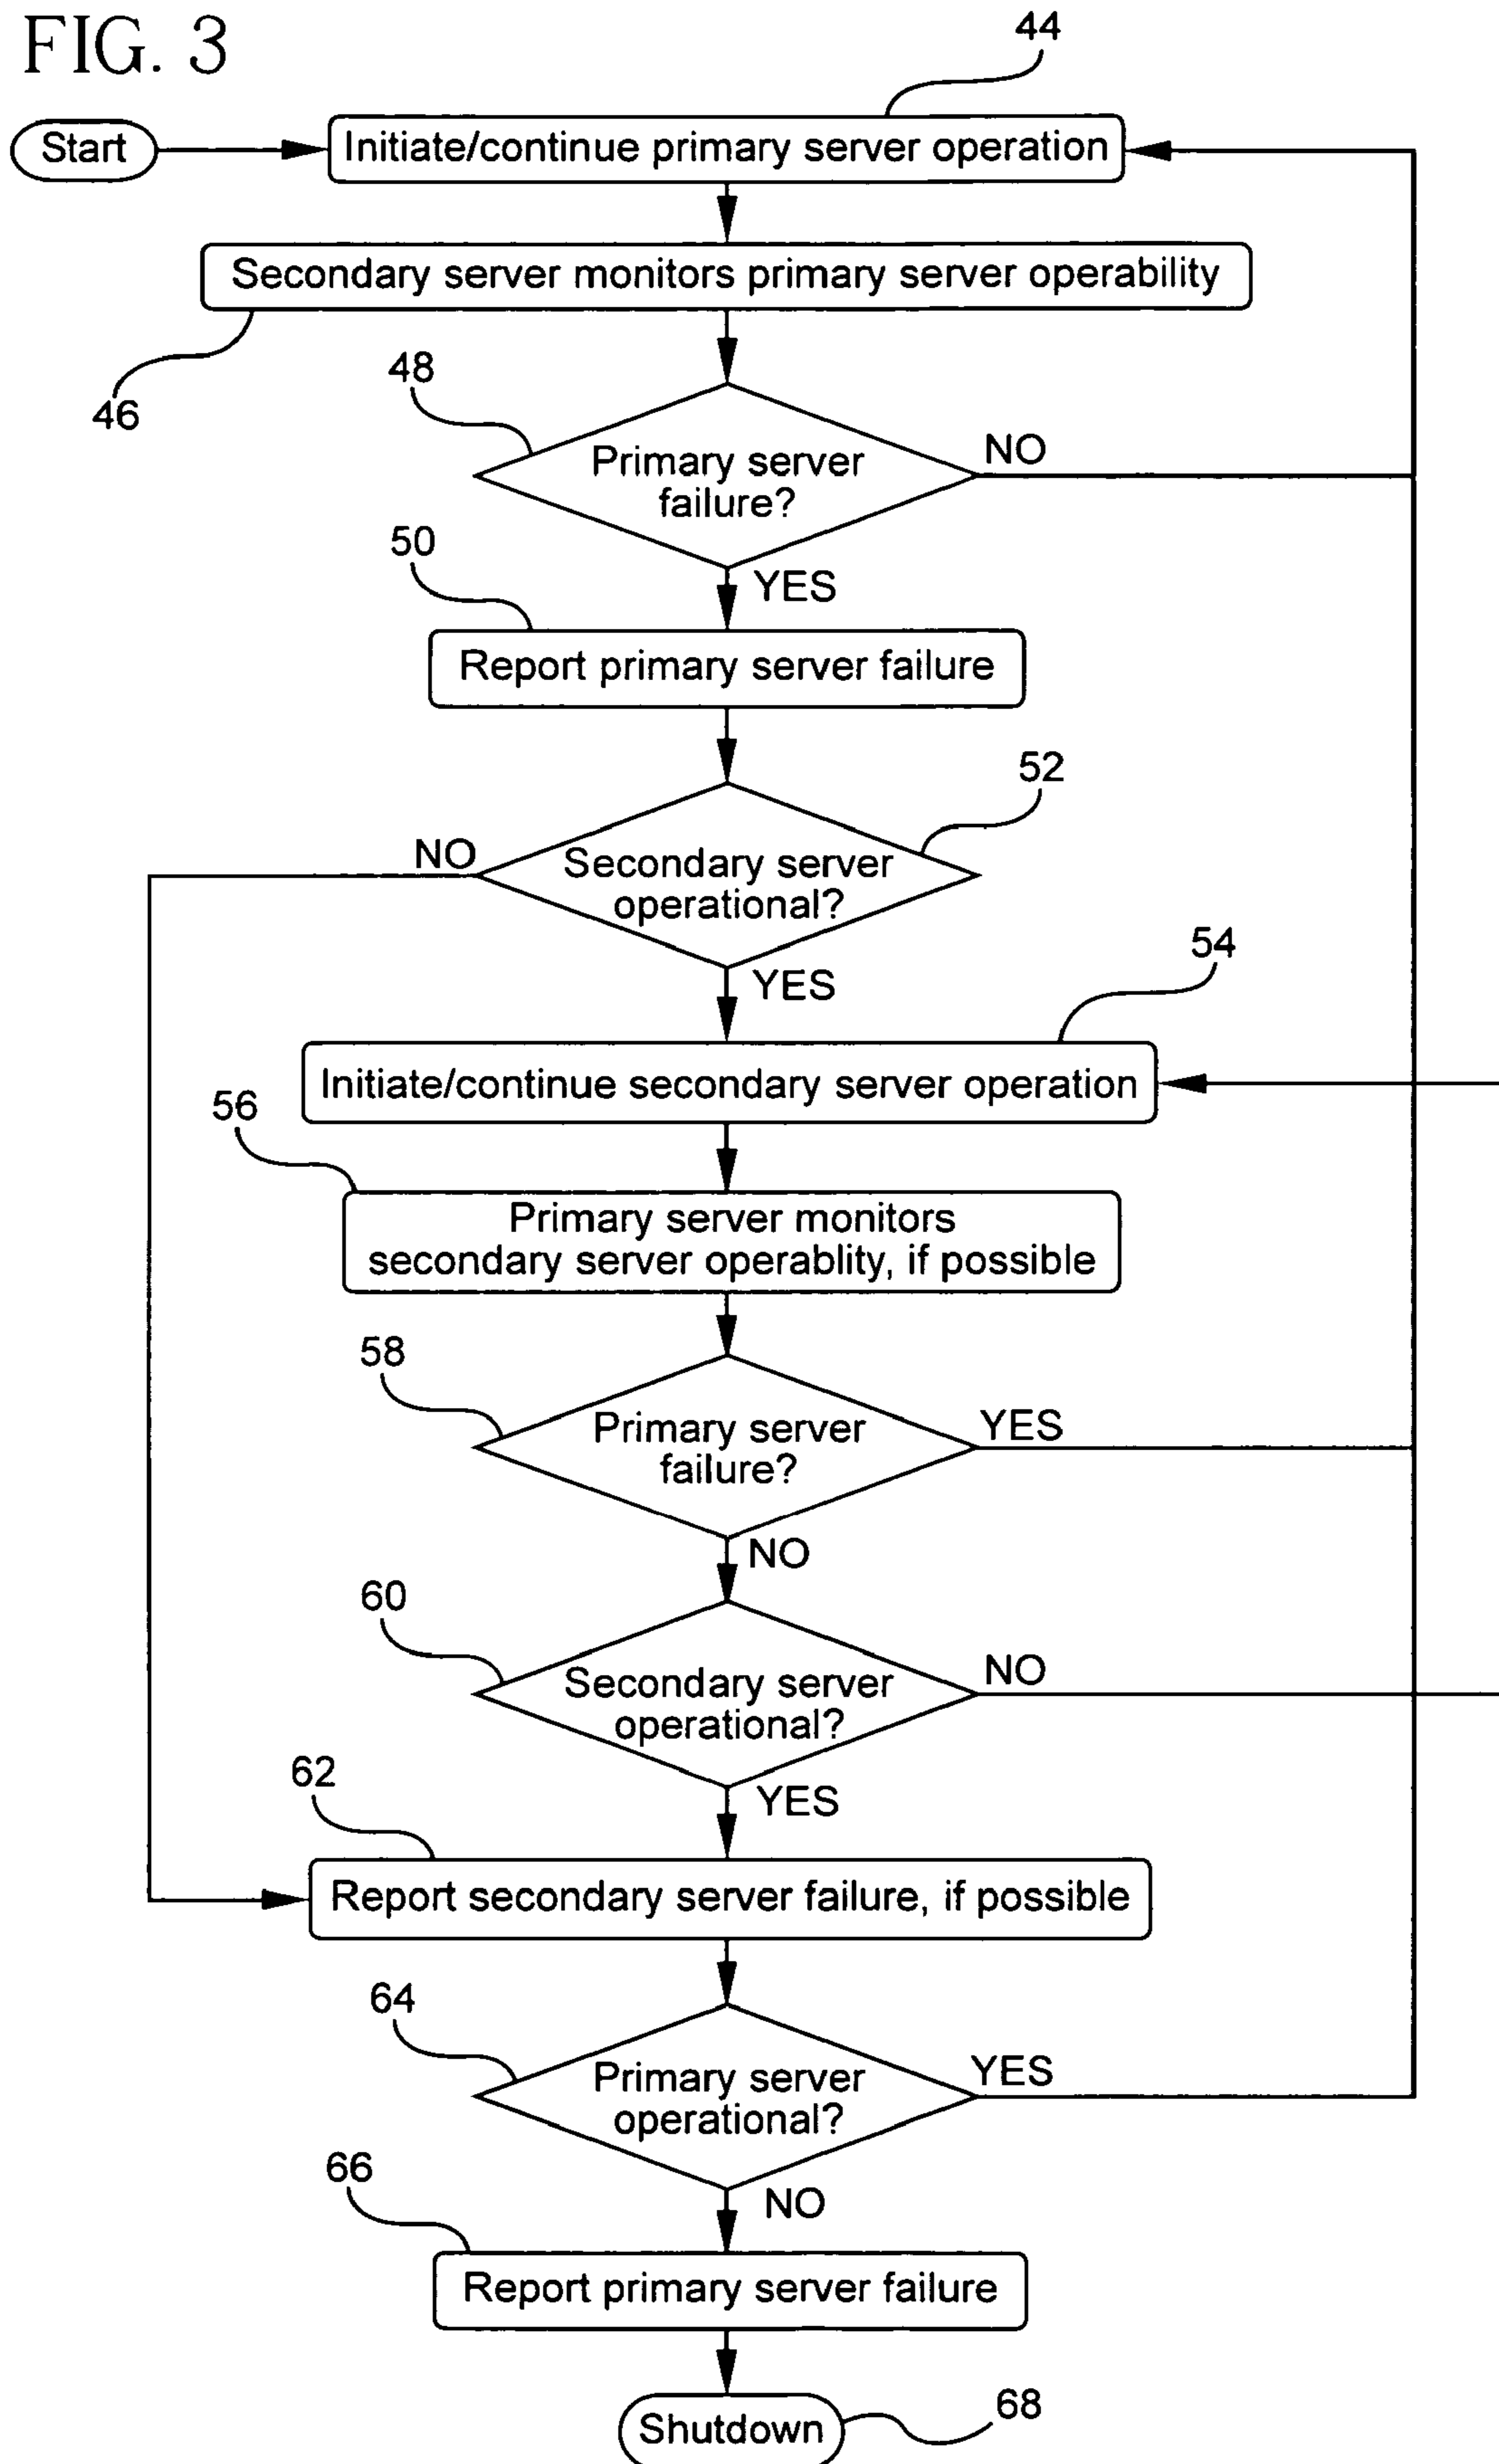 FIG. 3
44
Start
Initiate/continue primary server operation
Secondary server monitors primary server operability
46
48
Primary server
failure?
NO
YES
50
Report primary server failure
52
NO
Secondary server
operational?
YES
54
Initiate/continue secondary server operation
56
Primary server monitors
secondary server operablity, if possible
58
Primary server
failure?
YES
NO
60
Secondary server
operational?
NO
YES
62
Report secondary server failure, if possible
64
Primary server
operational?
YES
NO
66
Report primary server failure
Shutdown
68